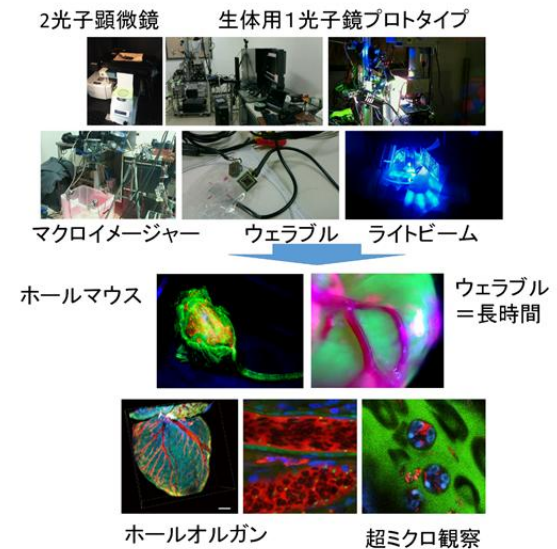 2光子顕微鏡
生体用１光子鏡プロトタイプ
マクロイメージャー
ウェラブル
ライトビーム
ホールマウス
ウェラブル
＝長時間
ホールオルガン
超ミクロ観察